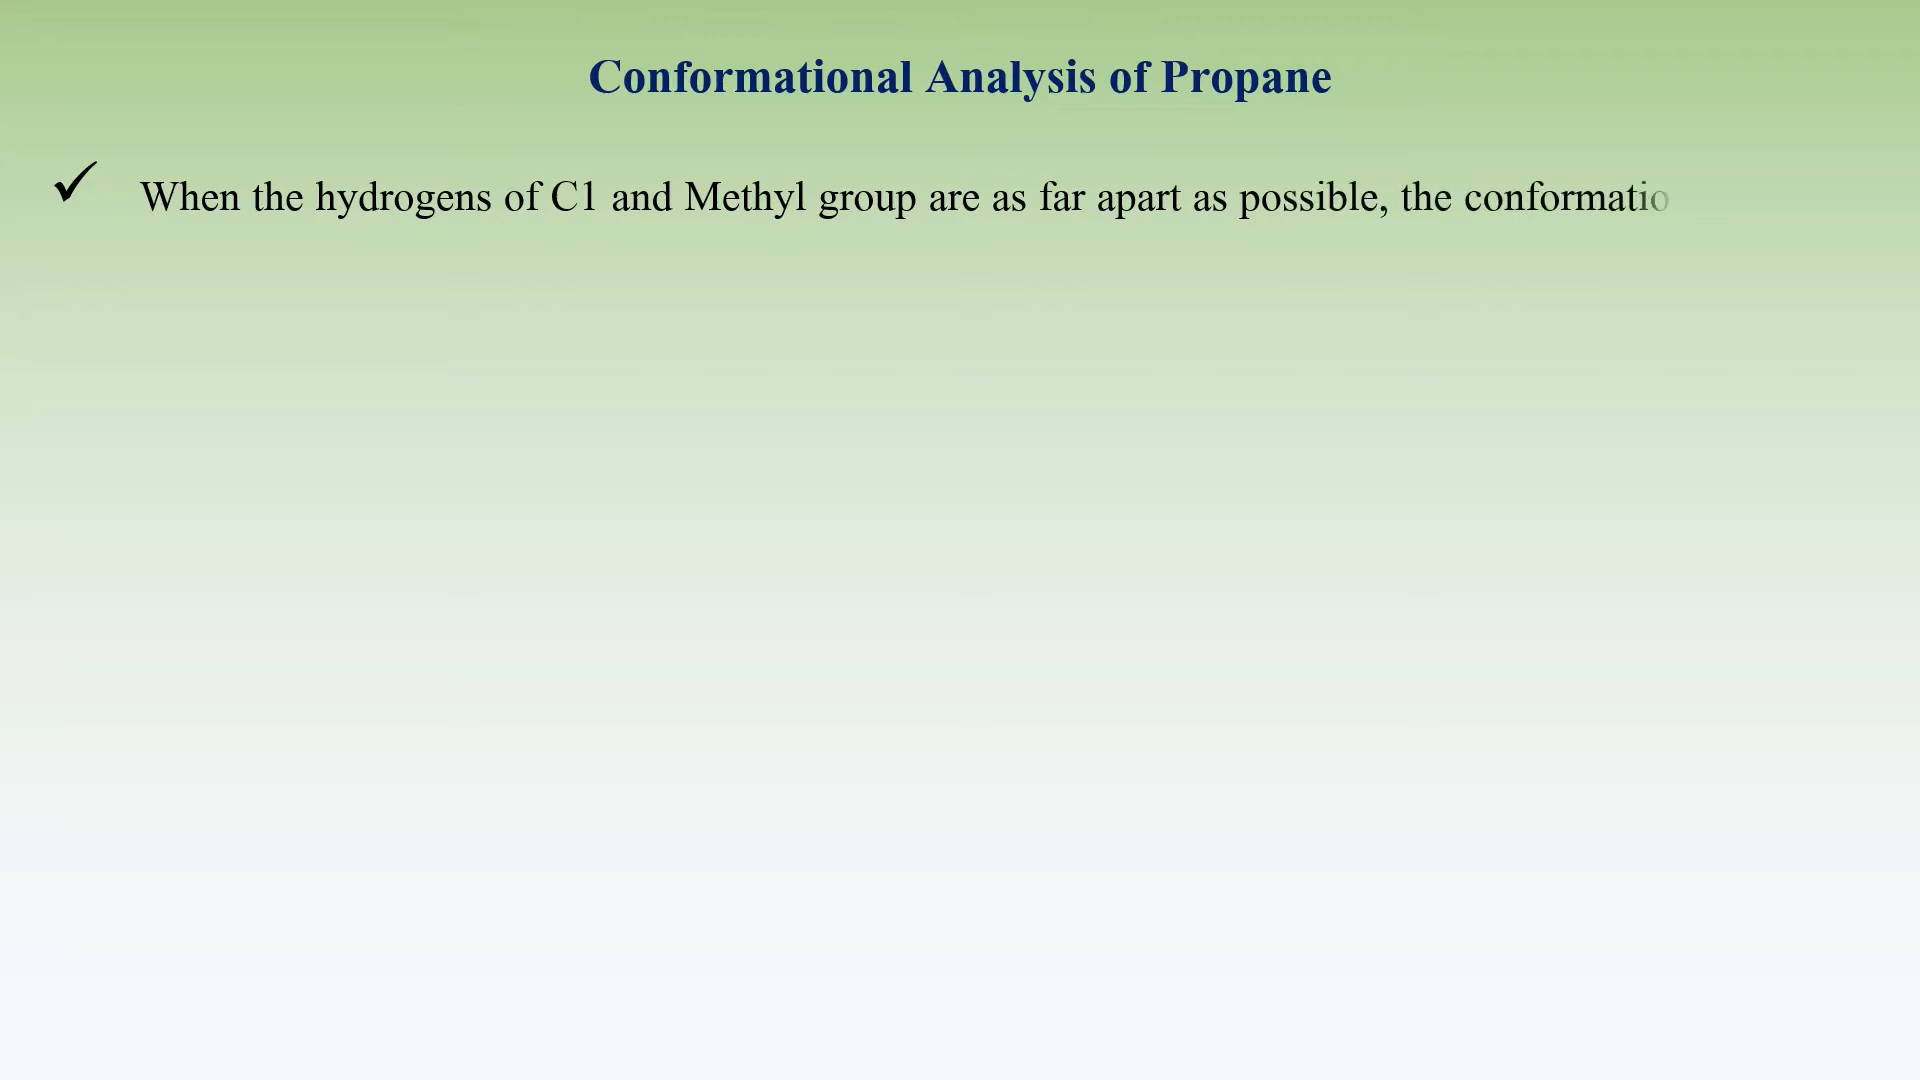 Conformational Analysis of Propane
✓ When the hydrogens of C1 and Methyl group are as far apart as possible, the conformatio